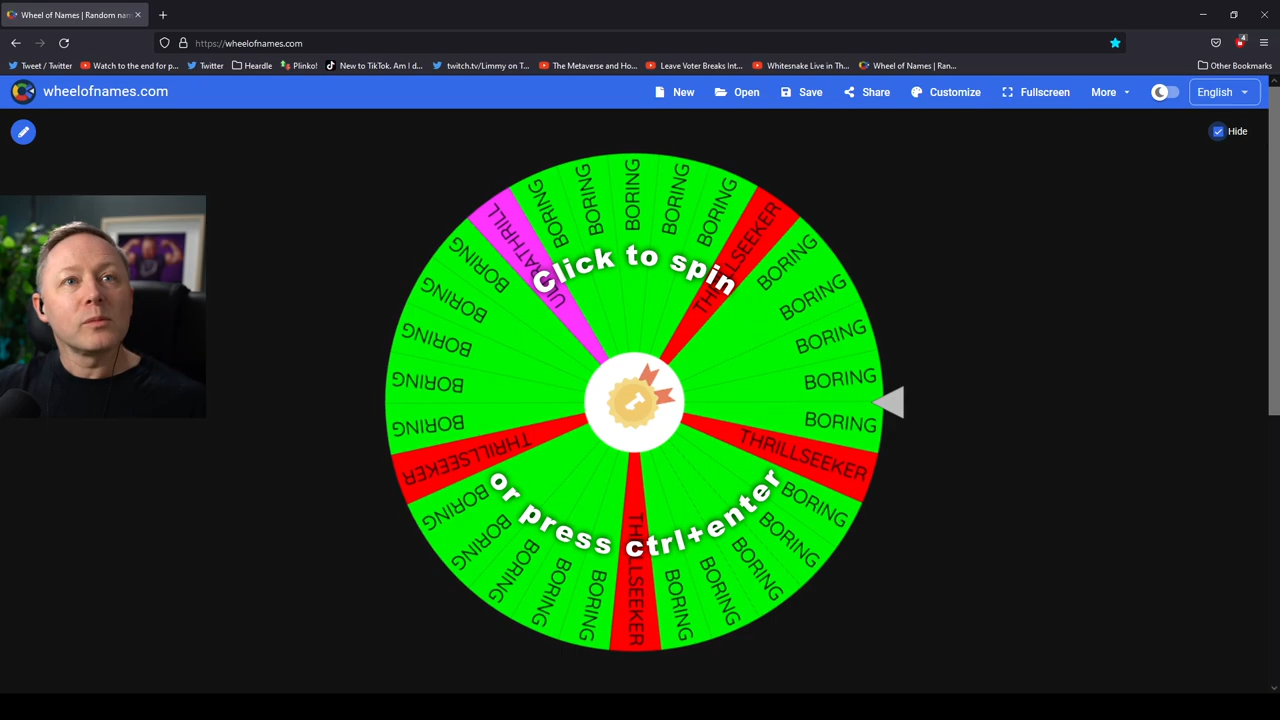 Wheel of Names | Random nam
https://wheelofnames.com
4
Tweet / Twitter
Watch to the end for p...
Twitter
Heardle
Plinko!
New to TikTok. Am I d...
twitch.tv/Limmy on T...
The Metaverse and Ho...
Leave Voter Breaks Int...
Whitesnake Live in Th...
Wheel of Names | Ran...
Other Bookmarks
wheelofnames.com
New
Open
Save
Share
Customize
Fullscreen
More
English
Hide
Click to spin
or press ctrl+enter
BORING
BORING
BORING
THRILLSEEKER
BORING
BORING
BORING
BORING
BORING
THRILLSEEKER
BORING
BORING
BORING
BORING
BORING
THRILLSEEKER
BORING
BORING
BORING
BORING
BORING
THRILLSEEKER
BORING
BORING
BORING
BORING
BORING
ULTRATHRILL
BORING
BORING
1